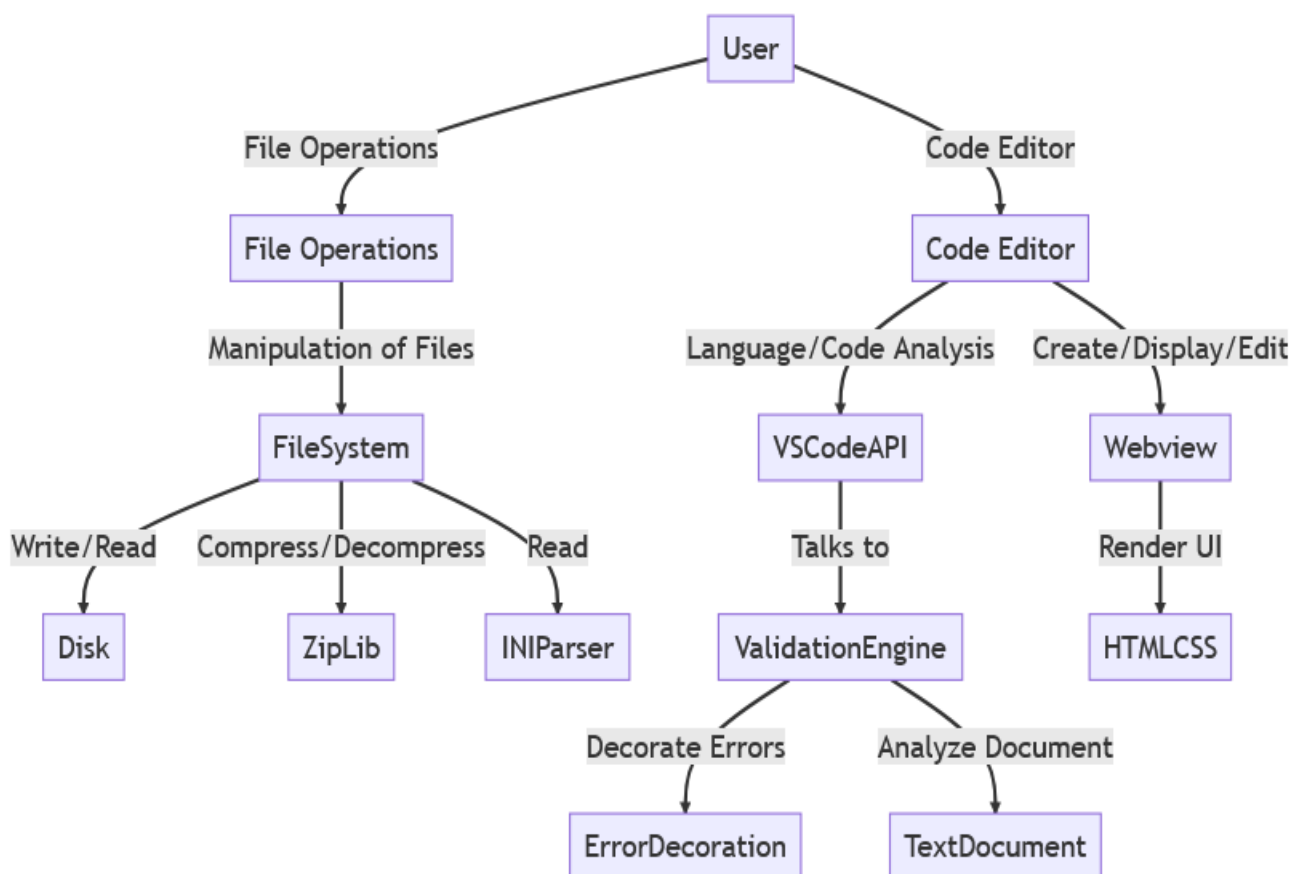 User
File Operations
Code Editor
File Operations
Code Editor
Manipulation of Files
Language/Code Analysis
Create/Display/Edit
FileSystem
VSCodeAPI
Webview
Write/Read
Compress/Decompress
Read
Talks to
Render UI
Disk
ZipLib
INIParser
ValidationEngine
HTMLCSS
Decorate Errors
Analyze Document
ErrorDecoration
TextDocument